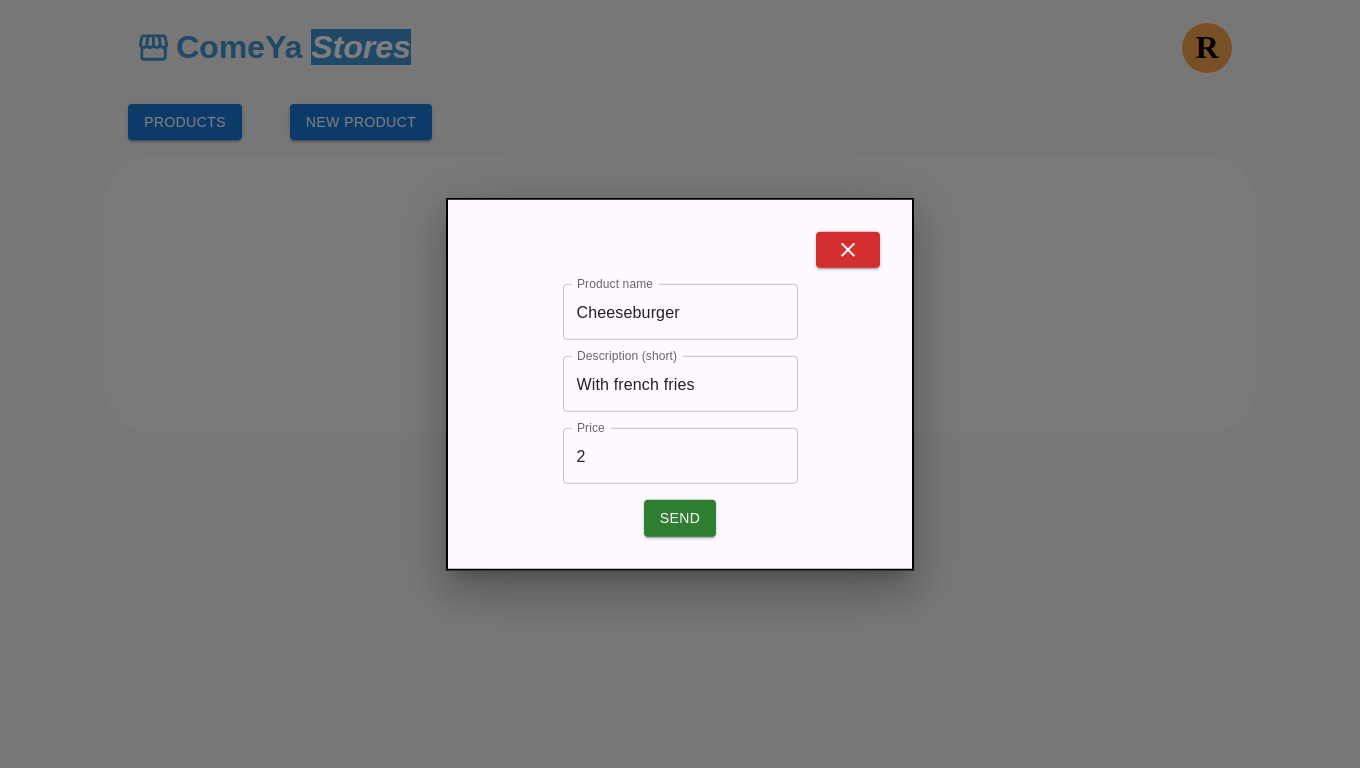 ComeYa Stores
R
PRODUCTS
NEW PRODUCT
Product name
Cheeseburger
Description (short)
With french fries
Price
2
SEND